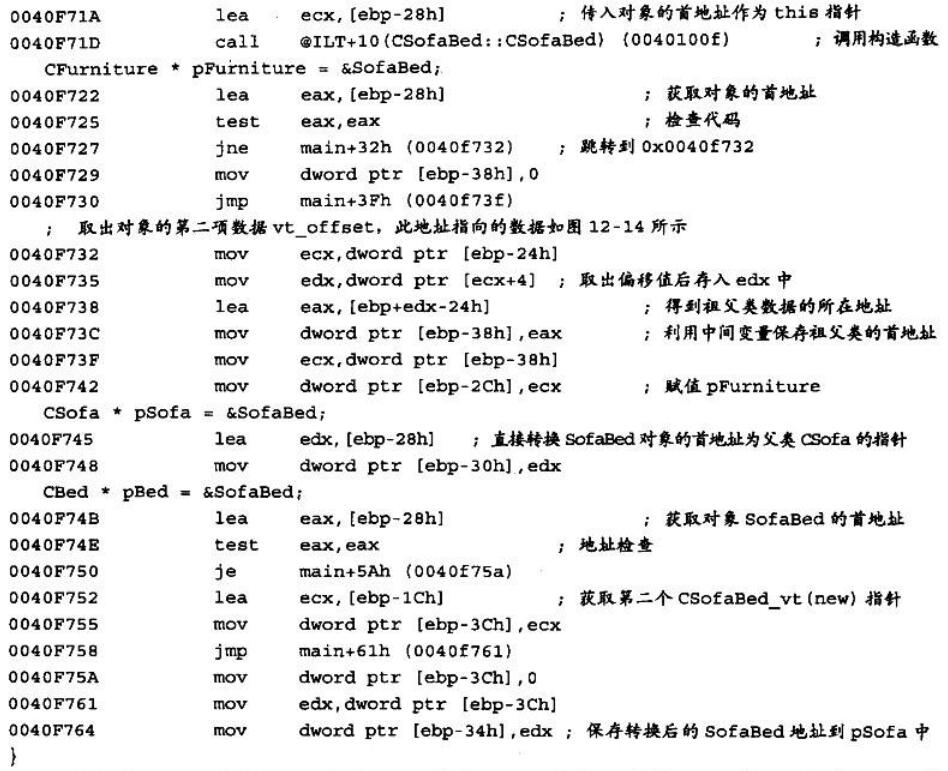 0040F71A lea ecx,[ebp-28h] ; 传入对象的首地址作为 this 指针
0040F71D call @ILT+10(CSofaBed::CSofaBed) (0040100f) ; 调用构造函数
CFurniture * pFurniture = &SofaBed;
0040F722 lea eax,[ebp-28h] ; 获取对象的首地址
0040F725 test eax,eax ; 检查代码
0040F727 jne main+32h (0040f732) ; 跳转到 0x0040f732
0040F729 mov dword ptr [ebp-38h],0
0040F730 jmp main+3Fh (0040f73f)
; 取出对象的第二项数据 vt_offset，此地址指向的数据如图 12-14 所示
0040F732 mov ecx,dword ptr [ebp-24h]
0040F735 mov edx,dword ptr [ecx+4] ; 取出偏移值后存入 edx 中
0040F738 lea eax,[ebp+edx-24h] ; 得到祖父类数据的所在地址
0040F73C mov dword ptr [ebp-38h],eax ; 利用中间变量保存祖父类的首地址
0040F73F mov ecx,dword ptr [ebp-38h]
0040F742 mov dword ptr [ebp-2Ch],ecx ; 赋值 pFurniture
CSofa * pSofa = &SofaBed;
0040F745 lea edx,[ebp-28h] ; 直接转换 SofaBed 对象的首地址为父类 CSofa 的指针
0040F748 mov dword ptr [ebp-30h],edx
CBed * pBed = &SofaBed;
0040F74B lea eax,[ebp-28h] ; 获取对象 SofaBed 的首地址
0040F74E test eax,eax ; 地址检查
0040F750 je main+5Ah (0040f75a)
0040F752 lea ecx,[ebp-1Ch] ; 获取第二个 CSofaBed_vt(new) 指针
0040F755 mov dword ptr [ebp-3Ch],ecx
0040F758 jmp main+61h (0040f761)
0040F75A mov dword ptr [ebp-3Ch],0
0040F761 mov edx,dword ptr [ebp-3Ch]
0040F764 mov dword ptr [ebp-34h],edx ; 保存转换后的 SofaBed 地址到 pSofa 中
}